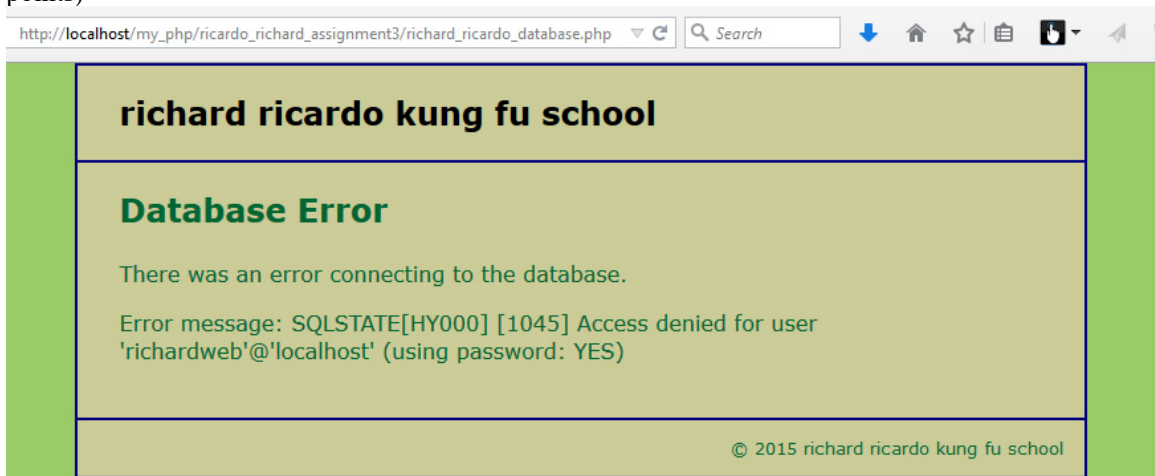 points)
http://localhost/my_php/ricardo_richard_assignment3/richard_ricardo_database.php Search
richard ricardo kung fu school
Database Error
There was an error connecting to the database.
Error message: SQLSTATE[HY000] [1045] Access denied for user
'richardweb'@'localhost' (using password: YES)
© 2015 richard ricardo kung fu school